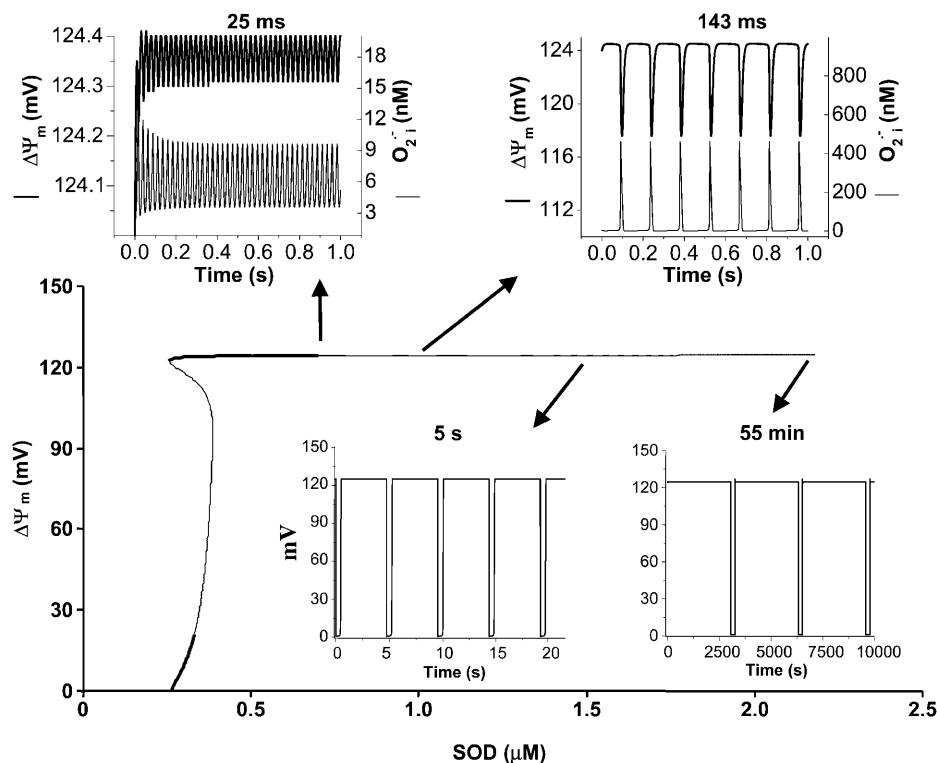 25 ms
124.4
124.3
124.2
124.1
ΔΨm (mV)
18
15
12
9
6
3
O2·-i (nM)
0.0 0.2 0.4 0.6 0.8 1.0
Time (s)
143 ms
124
120
116
112
ΔΨm (mV)
800
600
400
200
0
O2·-i (nM)
0.0 0.2 0.4 0.6 0.8 1.0
Time (s)
150
120
90
60
30
0
ΔΨm (mV)
5 s
150
120
90
60
30
0
mV
0 5 10 15 20
Time (s)
55 min
150
120
90
60
30
0
0 2500 5000 7500 10000
Time (s)
0 0.5 1.0 1.5 2.0 2.5
SOD (μM)